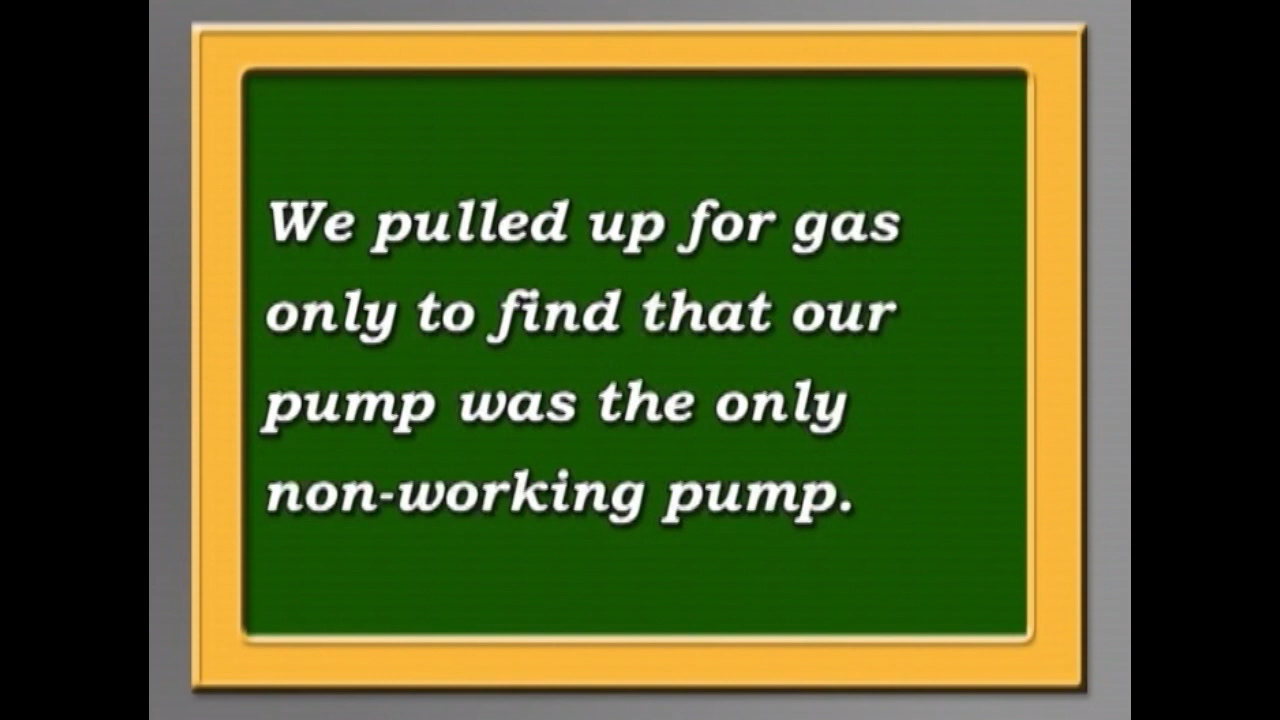 We pulled up for gas
only to find that our
pump was the only
non-working pump.